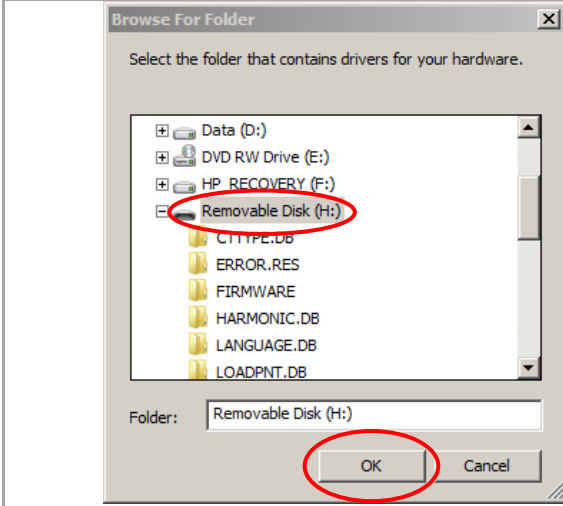 Browse For Folder
Select the folder that contains drivers for your hardware.
Data (D:)
DVD RW Drive (E:)
HP_RECOVERY (F:)
Removable Disk (H:)
CTTYPE.DB
ERROR.RES
FIRMWARE
HARMONIC.DB
LANGUAGE.DB
LOADPNT.DB
Folder: Removable Disk (H:)
OK Cancel